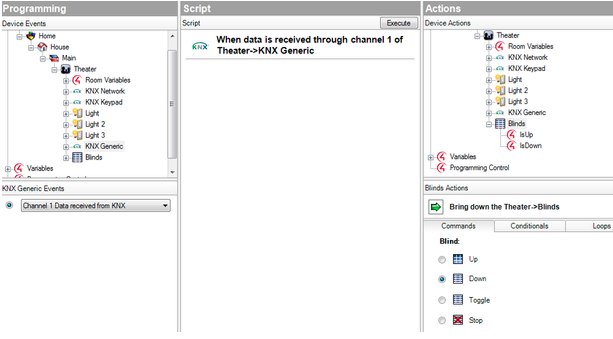 Programming
Device Events
Home
House
Main
Theater
Room Variables
KNX Network
KNX Keypad
Light
Light 2
Light 3
KNX Generic
Blinds
Variables
KNX Generic Events
Channel 1 Data received from KNX
Script
Script
Execute
KNX
When data is received through channel 1 of
Theater->KNX Generic
Actions
Device Actions
Theater
Room Variables
KNX Network
KNX Keypad
Light
Light 2
Light 3
KNX Generic
Blinds
IsUp
IsDown
Variables
Programming Control
Blinds Actions
Bring down the Theater->Blinds
Commands
Conditionals
Loops
Blind:
Up
Down
Toggle
Stop